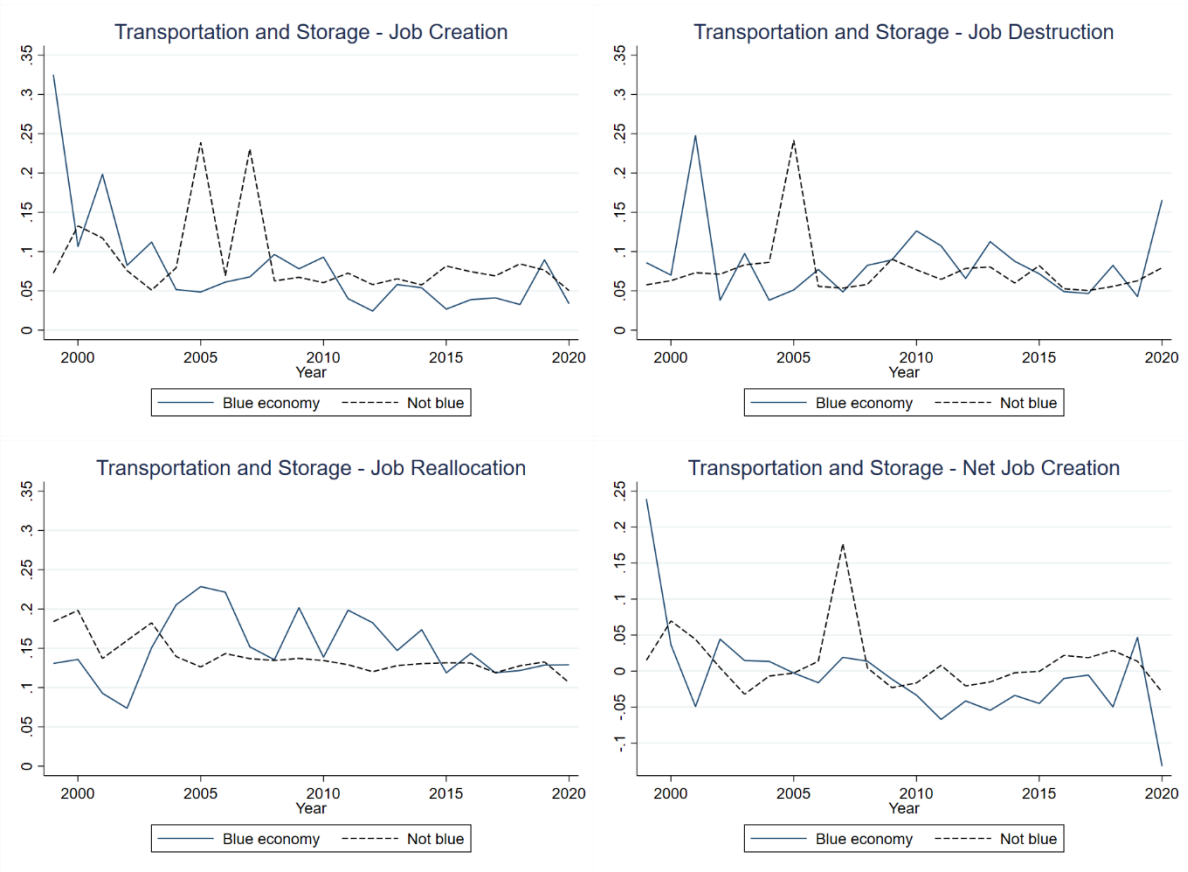 Transportation and Storage - Job Creation
.35
.3
.25
.2
.15
.1
.05
0
2000 2005 2010 2015 2020
Year
Blue economy Not blue
Transportation and Storage - Job Destruction
.35
.3
.25
.2
.15
.1
.05
0
2000 2005 2010 2015 2020
Year
Blue economy Not blue
Transportation and Storage - Job Reallocation
.35
.3
.25
.2
.15
.1
.05
0
2000 2005 2010 2015 2020
Year
Blue economy Not blue
Transportation and Storage - Net Job Creation
.25
.2
.15
.1
.05
0
-.05
-.1
2000 2005 2010 2015 2020
Year
Blue economy Not blue